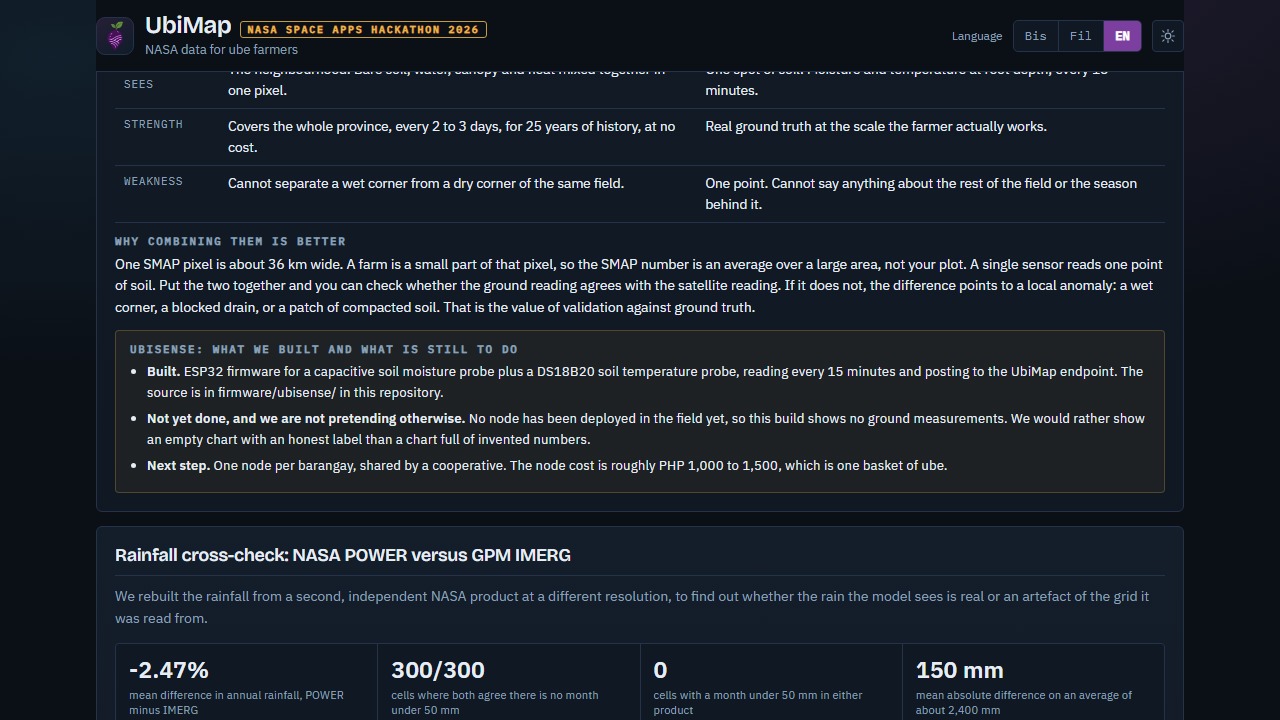 UbiMap NASA SPACE APPS HACKATHON 2026
NASA data for ube farmers
Language Bis Fil EN
SEES
one pixel.
minutes.
STRENGTH
Covers the whole province, every 2 to 3 days, for 25 years of history, at no
cost.
Real ground truth at the scale the farmer actually works.
WEAKNESS
Cannot separate a wet corner from a dry corner of the same field.
One point. Cannot say anything about the rest of the field or the season
behind it.
WHY COMBINING THEM IS BETTER
One SMAP pixel is about 36 km wide. A farm is a small part of that pixel, so the SMAP number is an average over a large area, not your plot. A single sensor reads one point
of soil. Put the two together and you can check whether the ground reading agrees with the satellite reading. If it does not, the difference points to a local anomaly: a wet
corner, a blocked drain, or a patch of compacted soil. That is the value of validation against ground truth.
UBISENSE: WHAT WE BUILT AND WHAT IS STILL TO DO
• Built. ESP32 firmware for a capacitive soil moisture probe plus a DS18B20 soil temperature probe, reading every 15 minutes and posting to the UbiMap endpoint. The
source is in firmware/ubisense/ in this repository.
• Not yet done, and we are not pretending otherwise. No node has been deployed in the field yet, so this build shows no ground measurements. We would rather show
an empty chart with an honest label than a chart full of invented numbers.
• Next step. One node per barangay, shared by a cooperative. The node cost is roughly PHP 1,000 to 1,500, which is one basket of ube.
Rainfall cross-check: NASA POWER versus GPM IMERG
We rebuilt the rainfall from a second, independent NASA product at a different resolution, to find out whether the rain the model sees is real or an artefact of the grid it
was read from.
-2.47%
mean difference in annual rainfall, POWER
minus IMERG
300/300
cells where both agree there is no month
under 50 mm
0
cells with a month under 50 mm in either
product
150 mm
mean absolute difference on an average of
about 2,400 mm